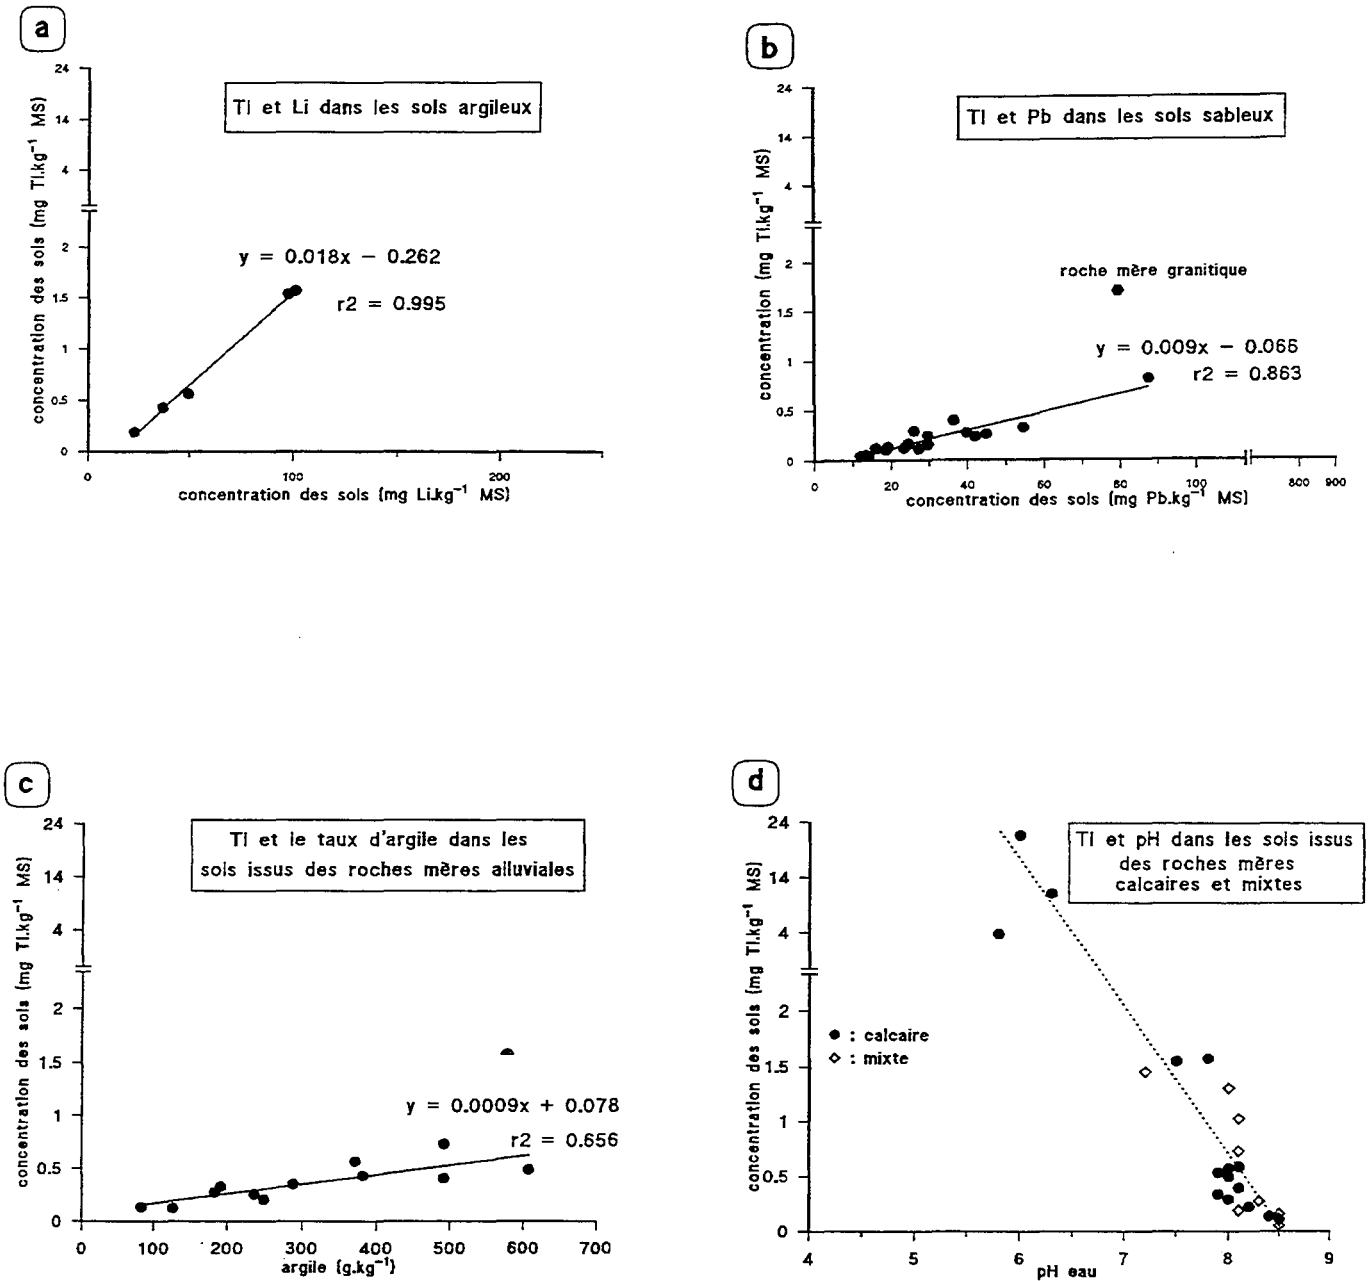 a
Tl et Li dans les sols argileux
concentration des sols (mg Tl.kg⁻¹ MS)
24
14
4
2
1.5
1
0.5
0
y = 0.018x − 0.262
r2 = 0.995
0 100 200
concentration des sols (mg Li.kg⁻¹ MS)
b
Tl et Pb dans les sols sableux
concentration (mg Tl.kg⁻¹ MS)
24
14
4
2
1.5
1
0.5
0
roche mère granitique
y = 0.009x − 0.066
r2 = 0.863
0 20 40 60 80 100 800 900
concentration des sols (mg Pb.kg⁻¹ MS)
c
Tl et le taux d'argile dans les
sols issus des roches mères alluviales
concentration des sols (mg Tl.kg⁻¹ MS)
24
14
4
2
1.5
1
0.5
0
y = 0.0009x + 0.078
r2 = 0.656
0 100 200 300 400 500 600 700
argile (g.kg⁻¹)
d
Tl et pH dans les sols issus
des roches mères
calcaires et mixtes
concentration des sols (mg Tl.kg⁻¹ MS)
24
14
4
2
1.5
1
0.5
0
: calcaire
: mixte
4 5 6 7 8 9
pH eau